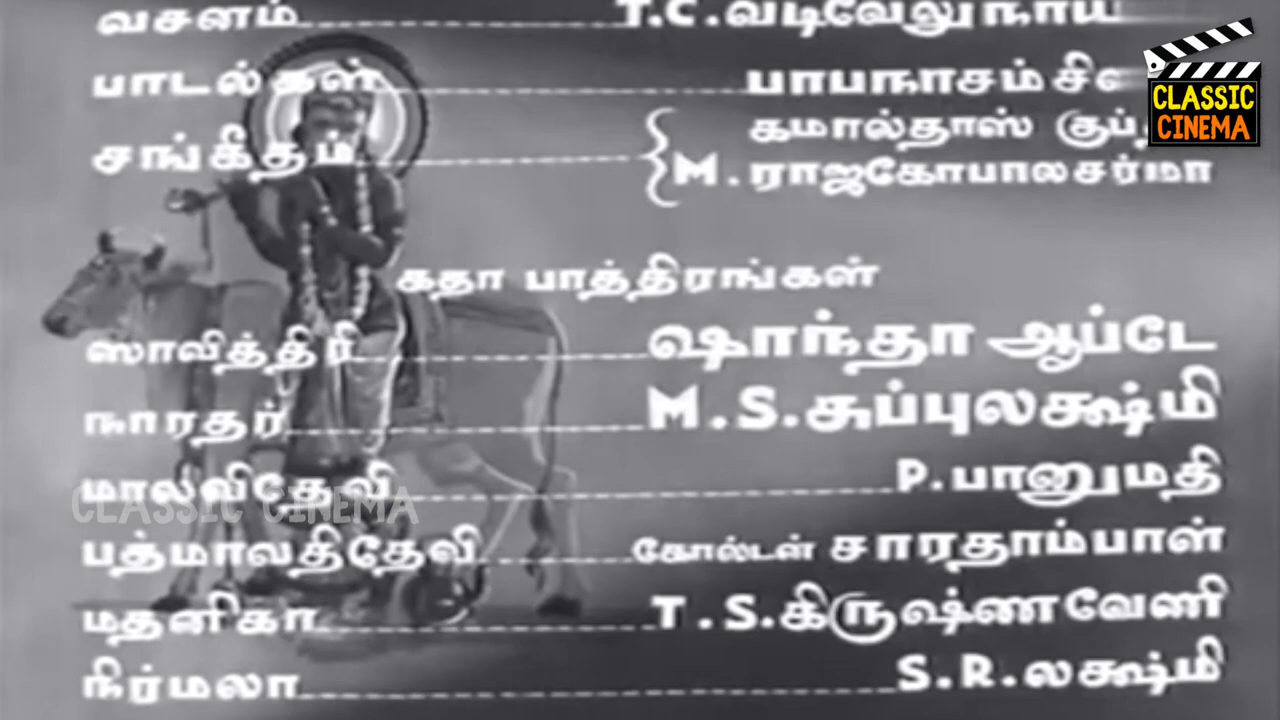 வசனம் T.C.வடிவேலுநாய
பாடல்கள் பாபநாசம்
சங்கீதம் கமால்தாஸ்
M.ராஜகோபாலசர்மா
CLASSIC
CINEMA
கதா பாத்திரங்கள்
ஸாவித்திரி ஷாந்தா ஆப்டே
நாரதர் M.S.சுப்புலக்ஷ்மி
மாலவிதேவி P.பானுமதி
CLASSIC CINEMA
பத்மாவதிதேவி கோல்டன் சாரதாம்பாள்
மதனிகா T.S.கிருஷ்ணவேணி
நிர்மலா S.R.லக்ஷ்மி